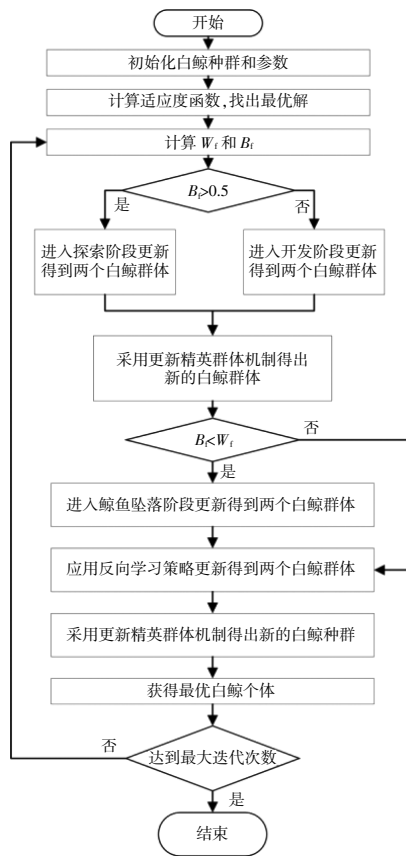 开始
初始化白鲸种群和参数
计算适应度函数,找出最优解
计算 Wf 和 Bf
Bf>0.5
是
否
进入探索阶段更新
得到两个白鲸群体
进入开发阶段更新
得到两个白鲸群体
采用更新精英群体机制得出
新的白鲸群体
Bf<Wf
否
是
进入鲸鱼坠落阶段更新得到两个白鲸群体
应用反向学习策略更新得到两个白鲸群体
采用更新精英群体机制得出新的白鲸种群
获得最优白鲸个体
否
达到最大迭代次数
是
结束